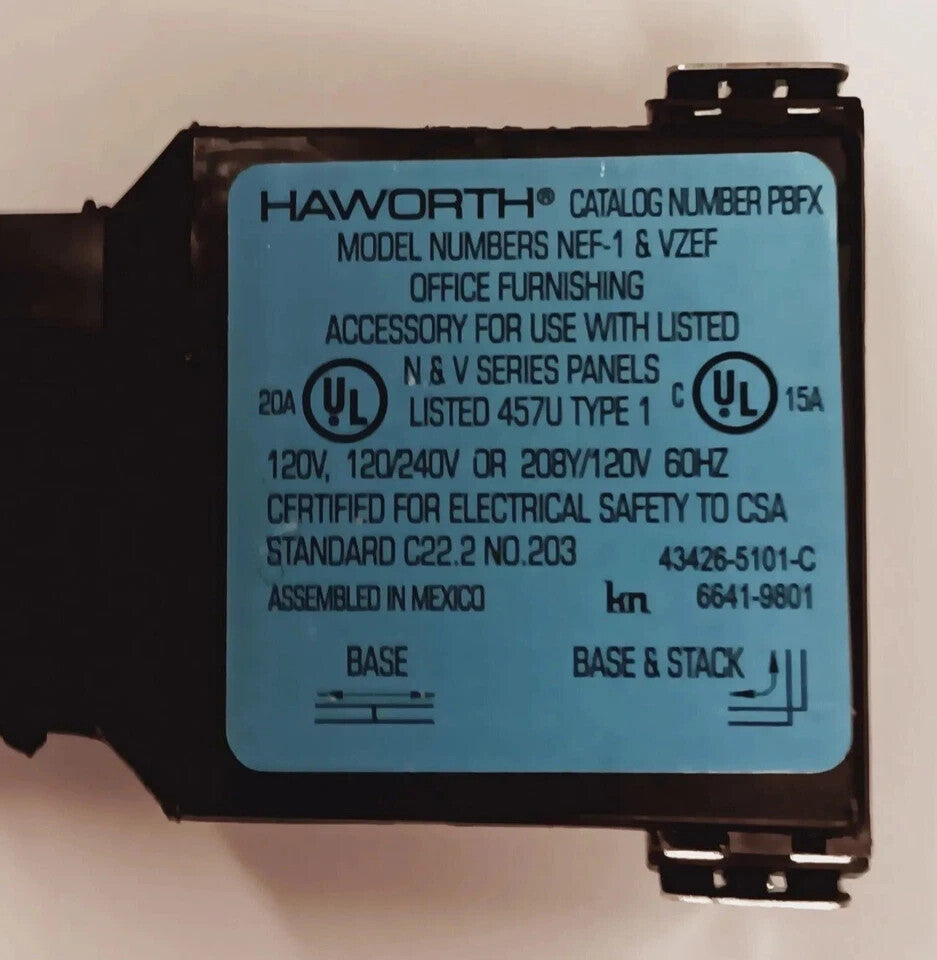 HAWORTH® CATALOG NUMBER PBFX
MODEL NUMBERS NEF-1 & VZEF
OFFICE FURNISHING
ACCESSORY FOR USE WITH LISTED
N & V SERIES PANELS
20A UL LISTED 457U TYPE 1 C UL 15A
120V, 120/240V OR 208Y/120V 60HZ
CERTIFIED FOR ELECTRICAL SAFETY TO CSA
STANDARD C22.2 NO.203 43426-5101-C
ASSEMBLED IN MEXICO kn 6641-9801
BASE BASE & STACK